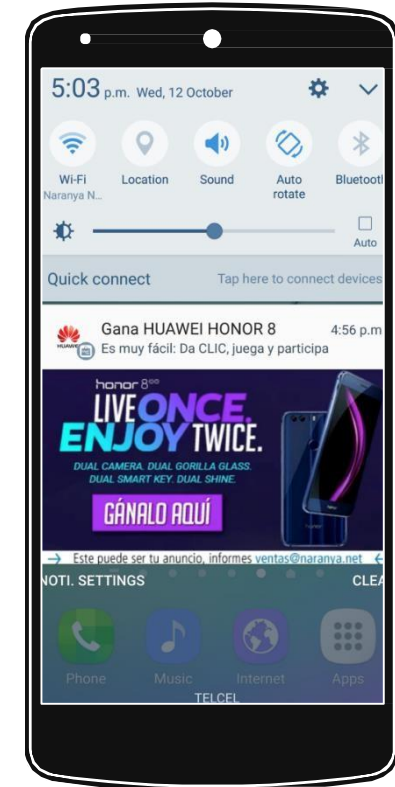 5:03 p.m. Wed, 12 October
Wi-Fi Location Sound Auto Bluetooth
Naranya N... rotate
Auto
Quick connect Tap here to connect devices
Gana HUAWEI HONOR 8 4:56 p.m
HUAWEI Es muy fácil: Da CLIC, juega y participa
honor 8
LIVE ONCE.
ENJOY TWICE.
DUAL CAMERA. DUAL GORILLA GLASS.
DUAL SMART KEY. DUAL SHINE.
GÁNALO AQUÍ
→ Este puede ser tu anuncio, informes ventas@naranya.net ←
NOTI. SETTINGS CLEA
Phone Music Internet Apps
TELCEL